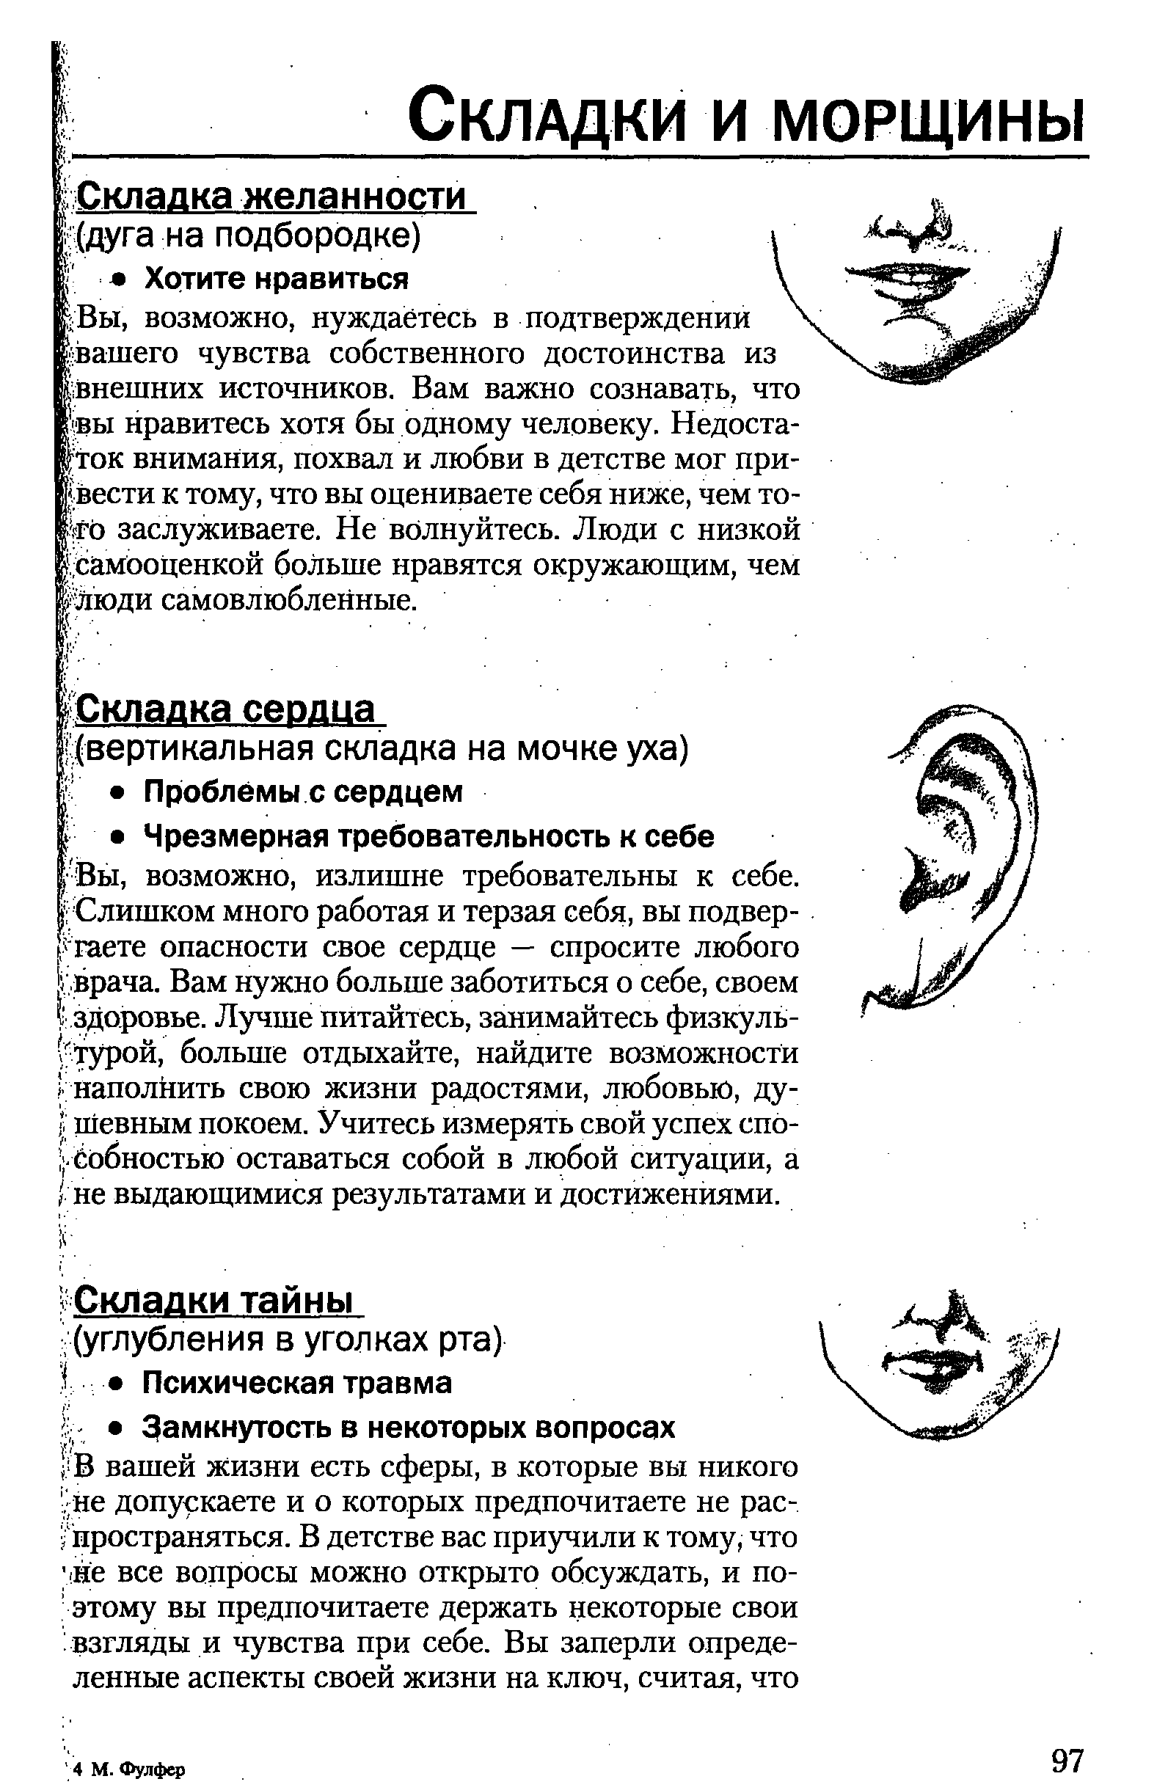 Складки и морщины
Складка желанности
(дуга на подбородке)
• Хотите нравиться
Вы, возможно, нуждаетесь в подтверждении
вашего чувства собственного достоинства из
внешних источников. Вам важно сознавать, что
вы нравитесь хотя бы одному человеку. Недоста-
ток внимания, похвал и любви в детстве мог при-
вести к тому, что вы оцениваете себя ниже, чем то-
го заслуживаете. Не волнуйтесь. Люди с низкой
самооценкой больше нравятся окружающим, чем
люди самовлюбленные.
Складка сердца
(вертикальная складка на мочке уха)
• Проблемы с сердцем
• Чрезмерная требовательность к себе
Вы, возможно, излишне требовательны к себе.
Слишком много работая и терзая себя, вы подвер-
гаете опасности свое сердце — спросите любого
врача. Вам нужно больше заботиться о себе, своем
здоровье. Лучше питайтесь, занимайтесь физкуль-
турой, больше отдыхайте, найдите возможности
наполнить свою жизни радостями, любовью, ду-
шевным покоем. Учитесь измерять свой успех спо-
собностью оставаться собой в любой ситуации, а
не выдающимися результатами и достижениями.
Складки тайны
(углубления в уголках рта)
• Психическая травма
• Замкнутость в некоторых вопросах
В вашей жизни есть сферы, в которые вы никого
не допускаете и о которых предпочитаете не рас-
пространяться. В детстве вас приучили к тому, что
не все вопросы можно открыто обсуждать, и по-
этому вы предпочитаете держать некоторые свои
взгляды и чувства при себе. Вы заперли опреде-
ленные аспекты своей жизни на ключ, считая, что
4 М. Фулфер
97